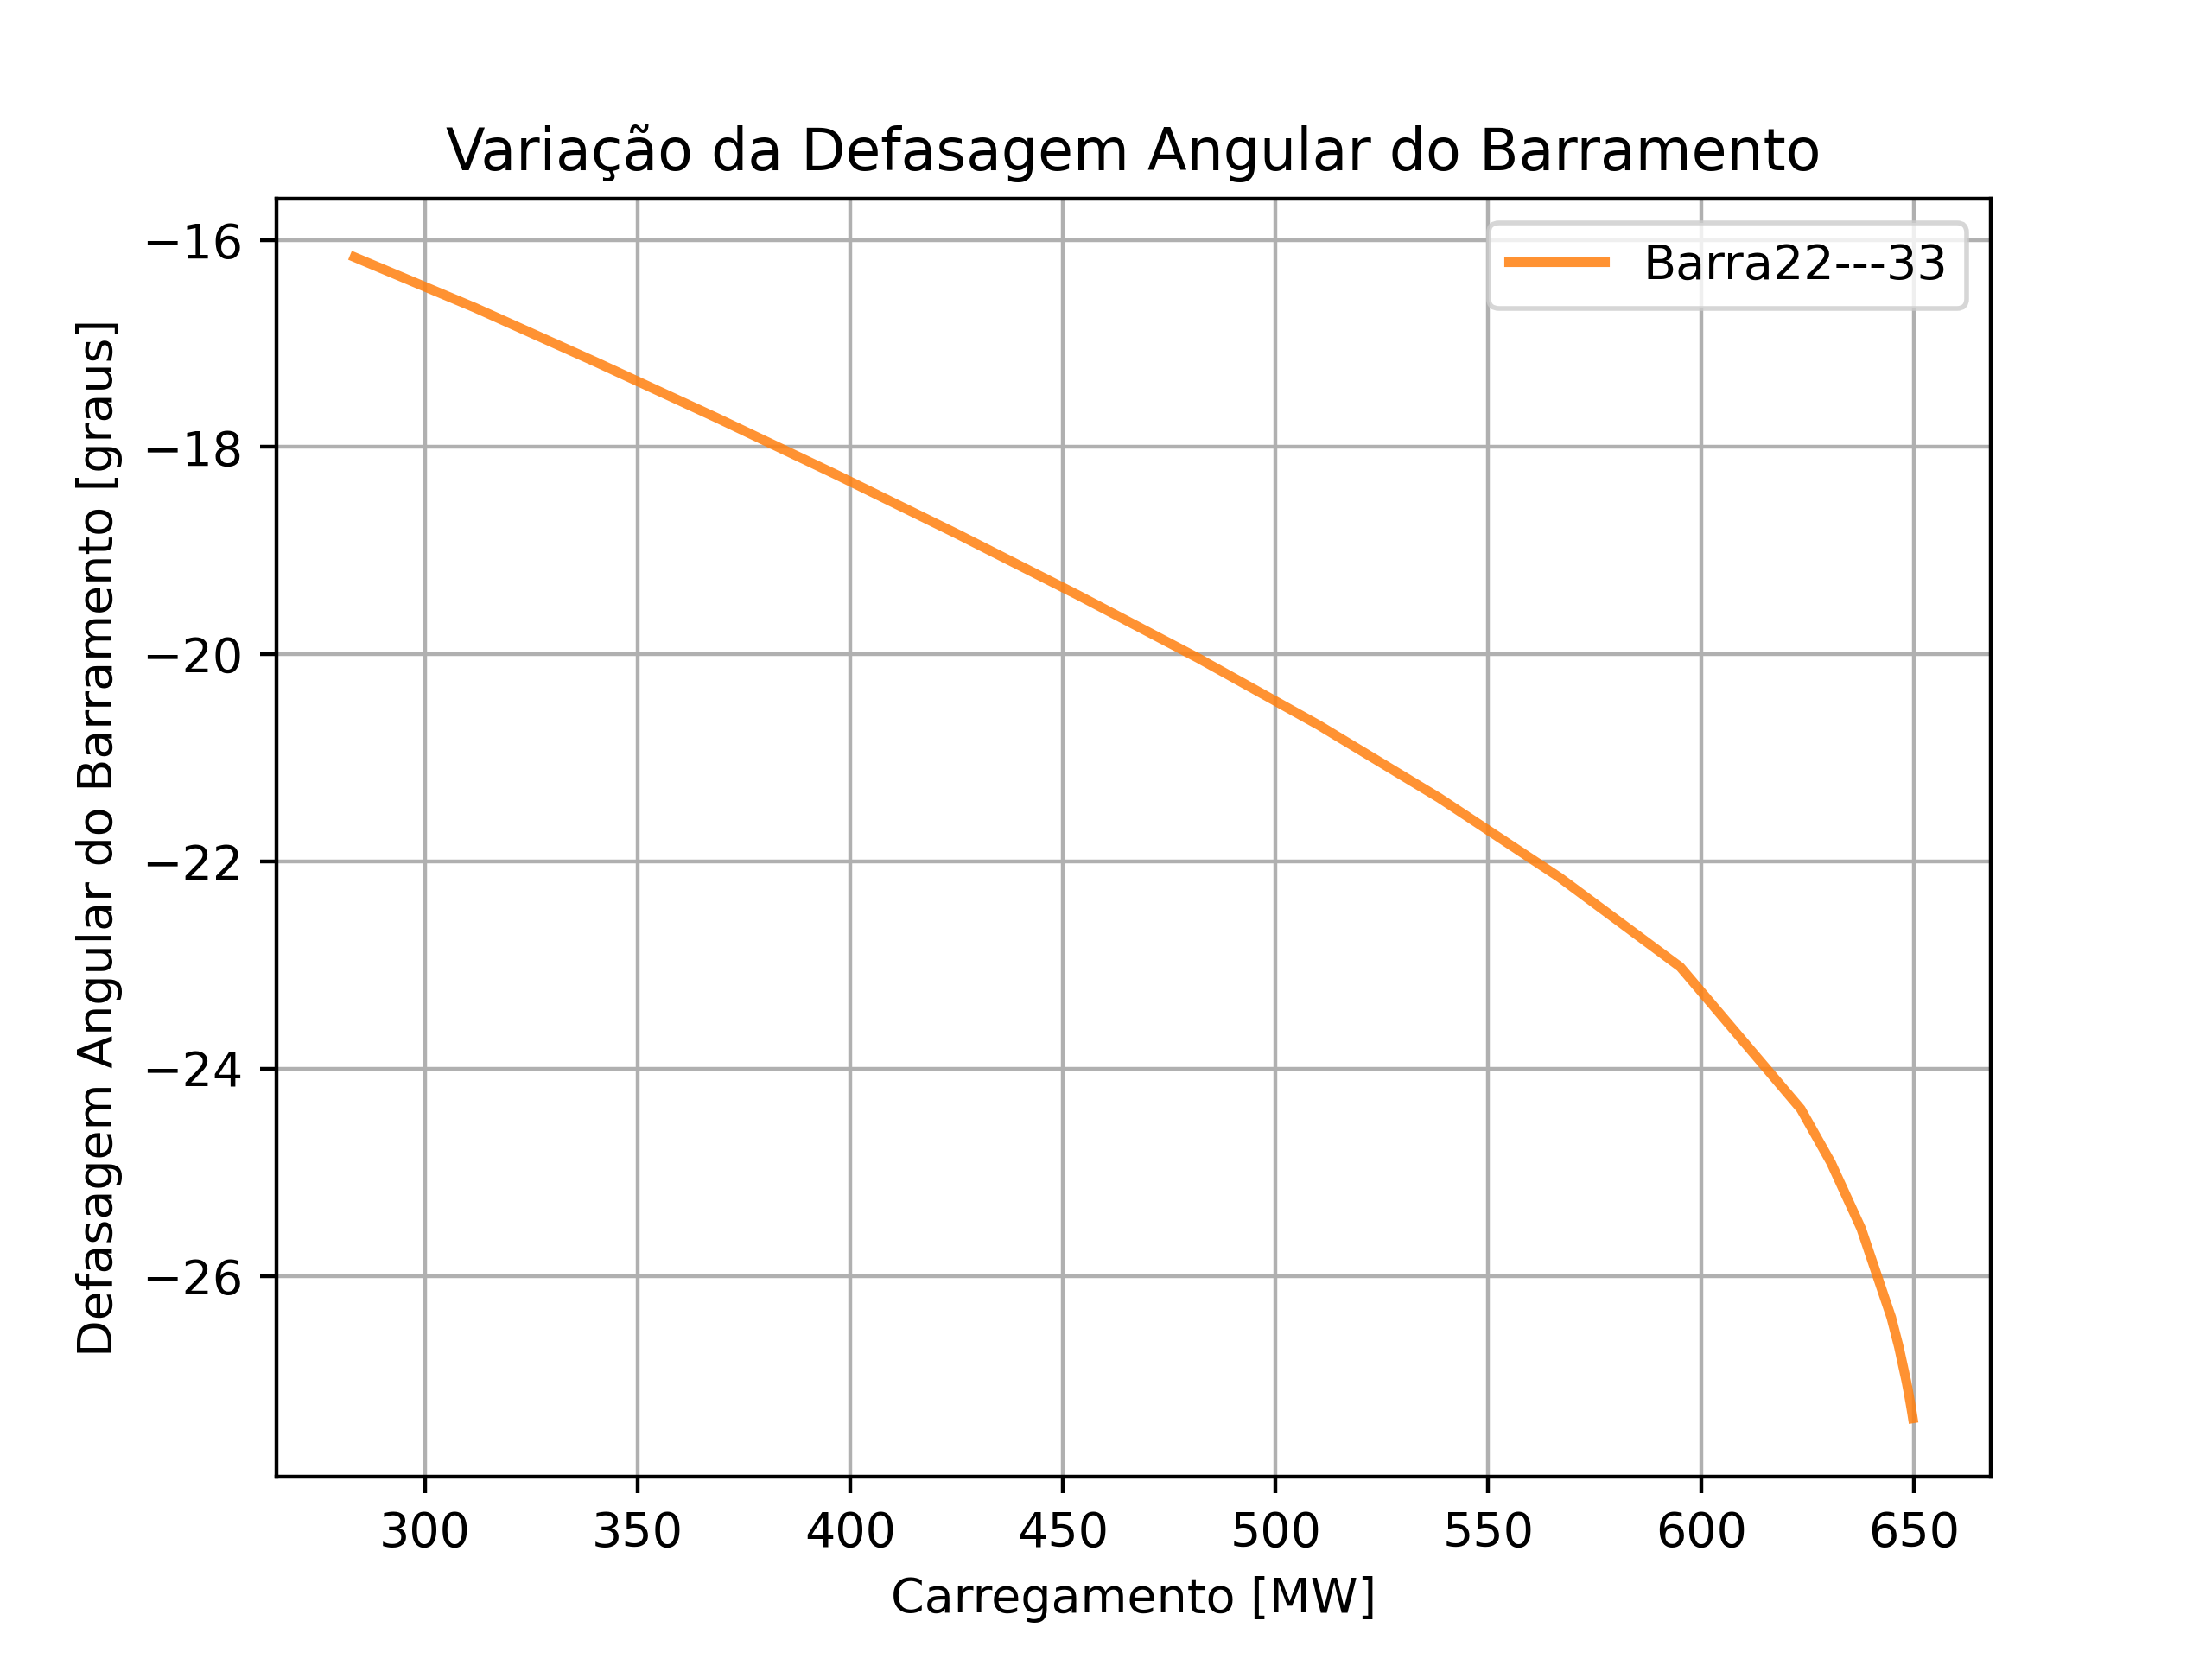 Variação da Defasagem Angular do Barramento
Barra22---33
Defasagem Angular do Barramento [graus]
−16
−18
−20
−22
−24
−26
300 350 400 450 500 550 600 650
Carregamento [MW]